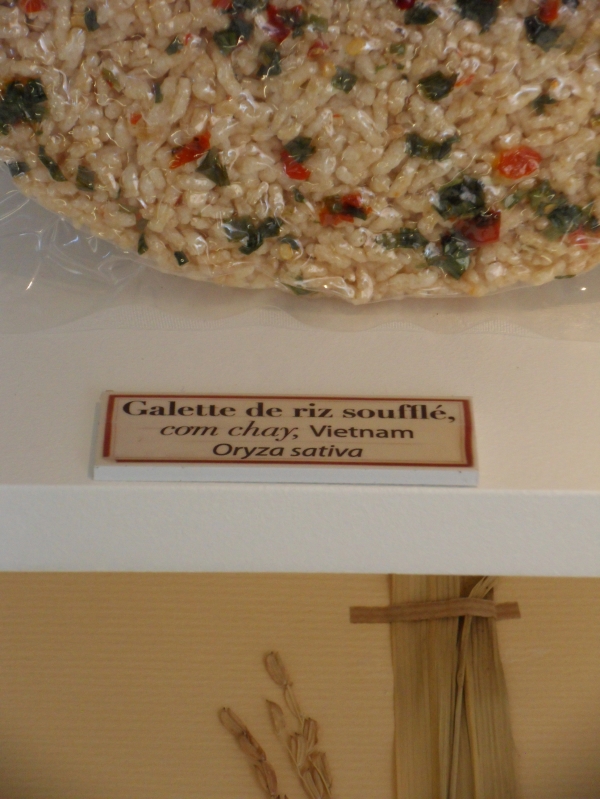 Galette de riz soufflé,
com chay, Vietnam
Oryza sativa